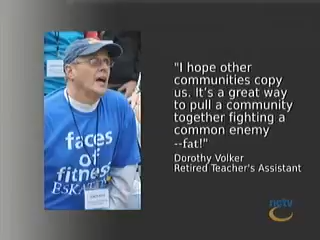 "I hope other
communities copy
us. It's a great way
to pull a community
together fighting a
common enemy
--fat!"
Dorothy Volker
Retired Teacher's Assistant
faces
of
fitness
nctv